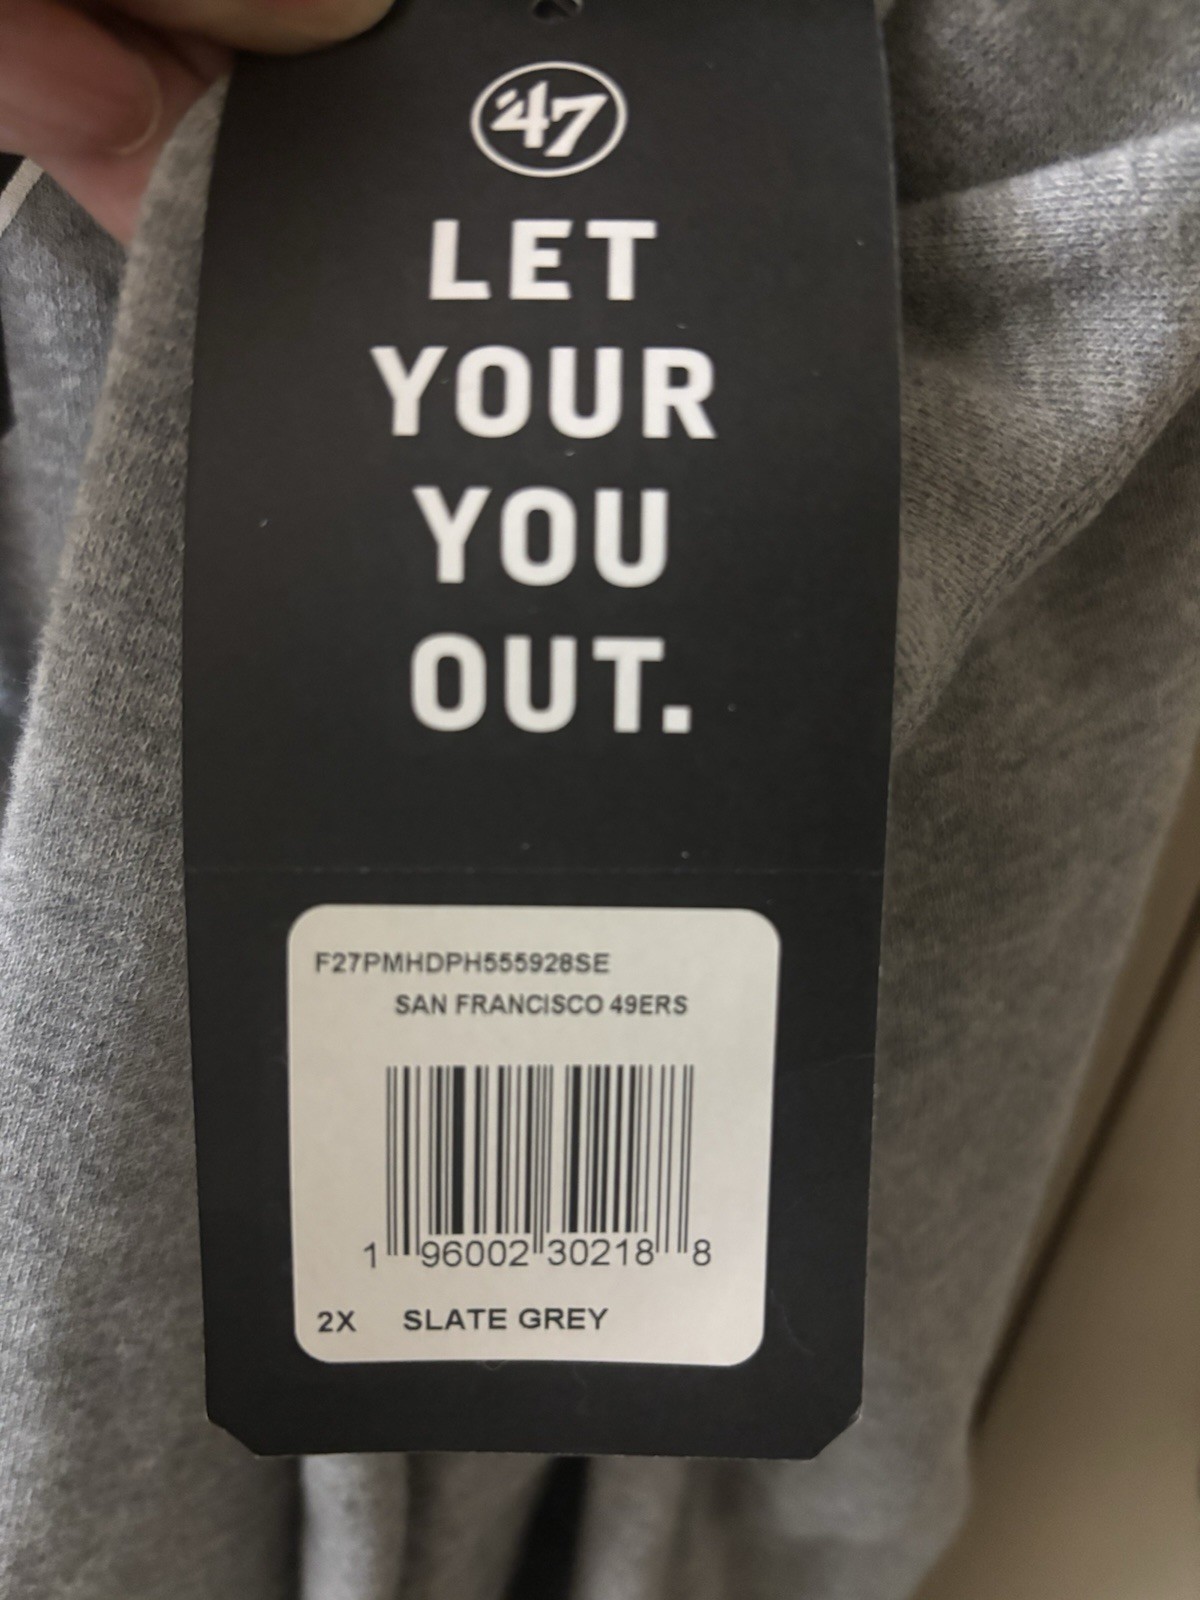 '47
LET
YOUR
YOU
OUT.
F27PMHDPH555928SE
SAN FRANCISCO 49ERS
1 96002 30218 8
2X SLATE GREY